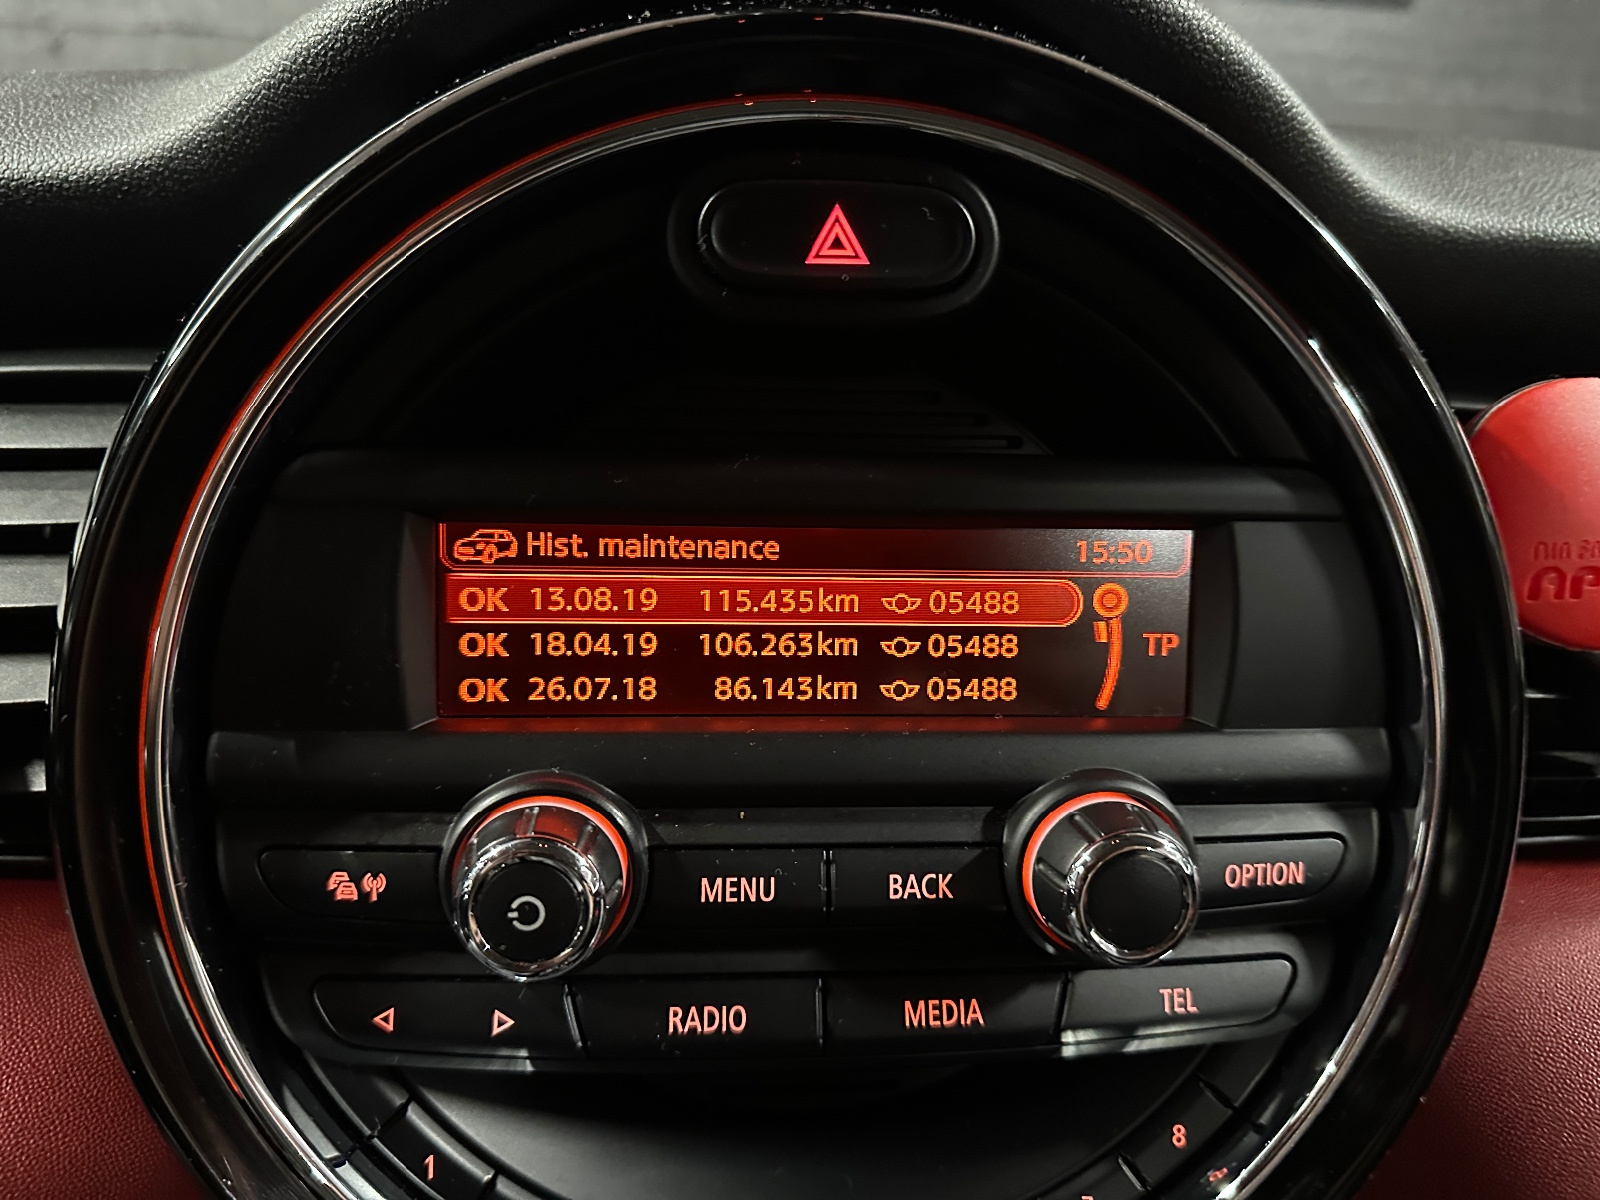 Hist. maintenance 15:50
OK 13.08.19 115.435km 05488
OK 18.04.19 106.263km 05488
TP
OK 26.07.18 86.143km 05488
MENU BACK OPTION
RADIO MEDIA TEL
1 8